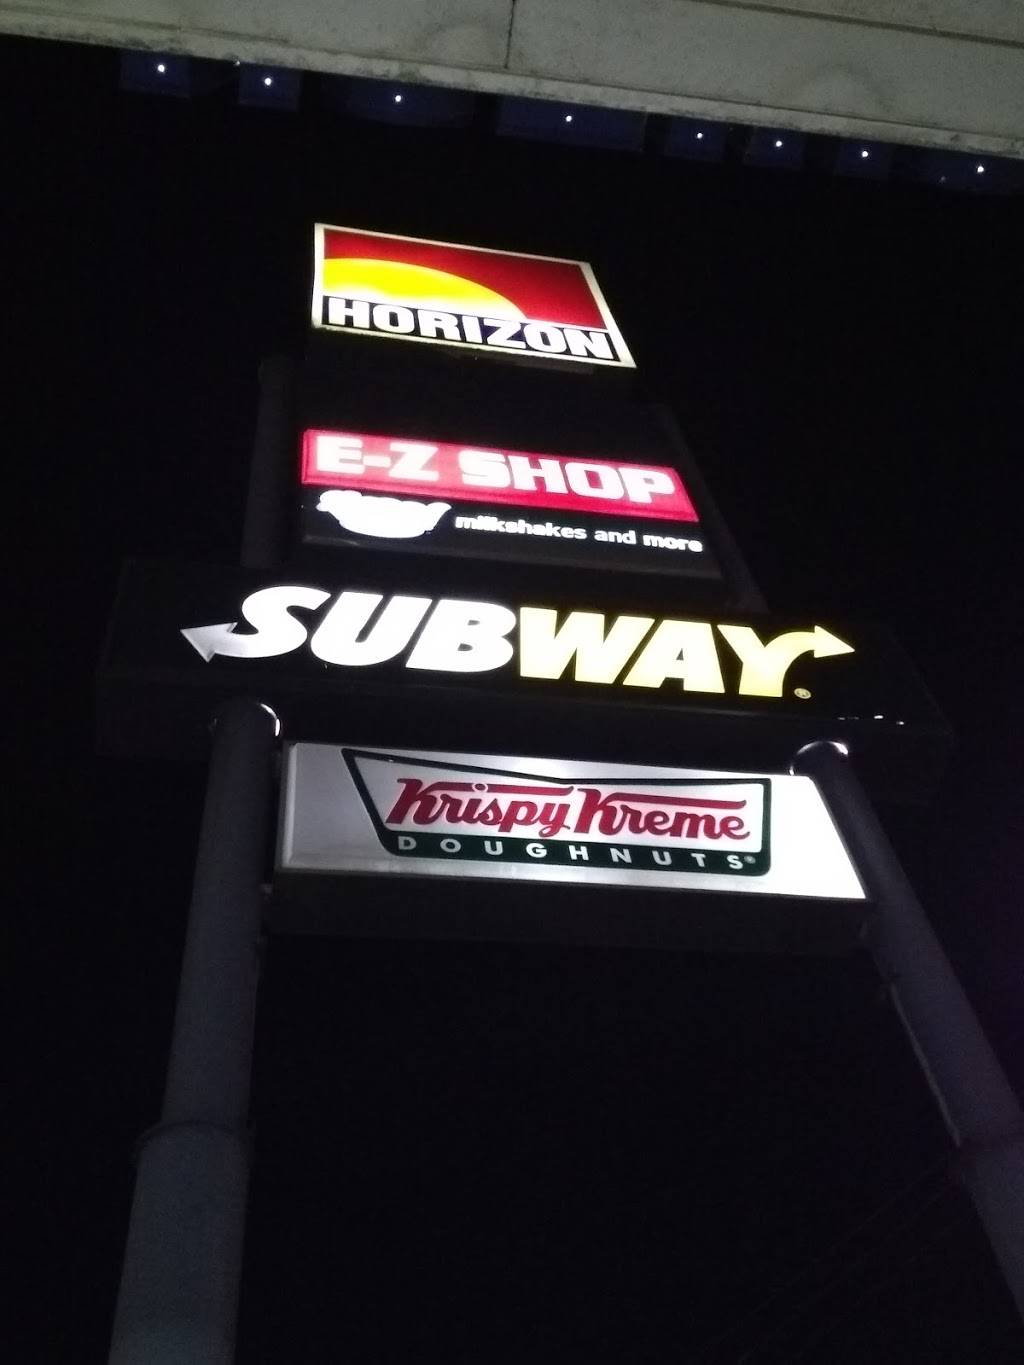 HORIZON
E-Z SHOP
milkshakes and more
SUBWAY®
Krispy Kreme
DOUGHNUTS®